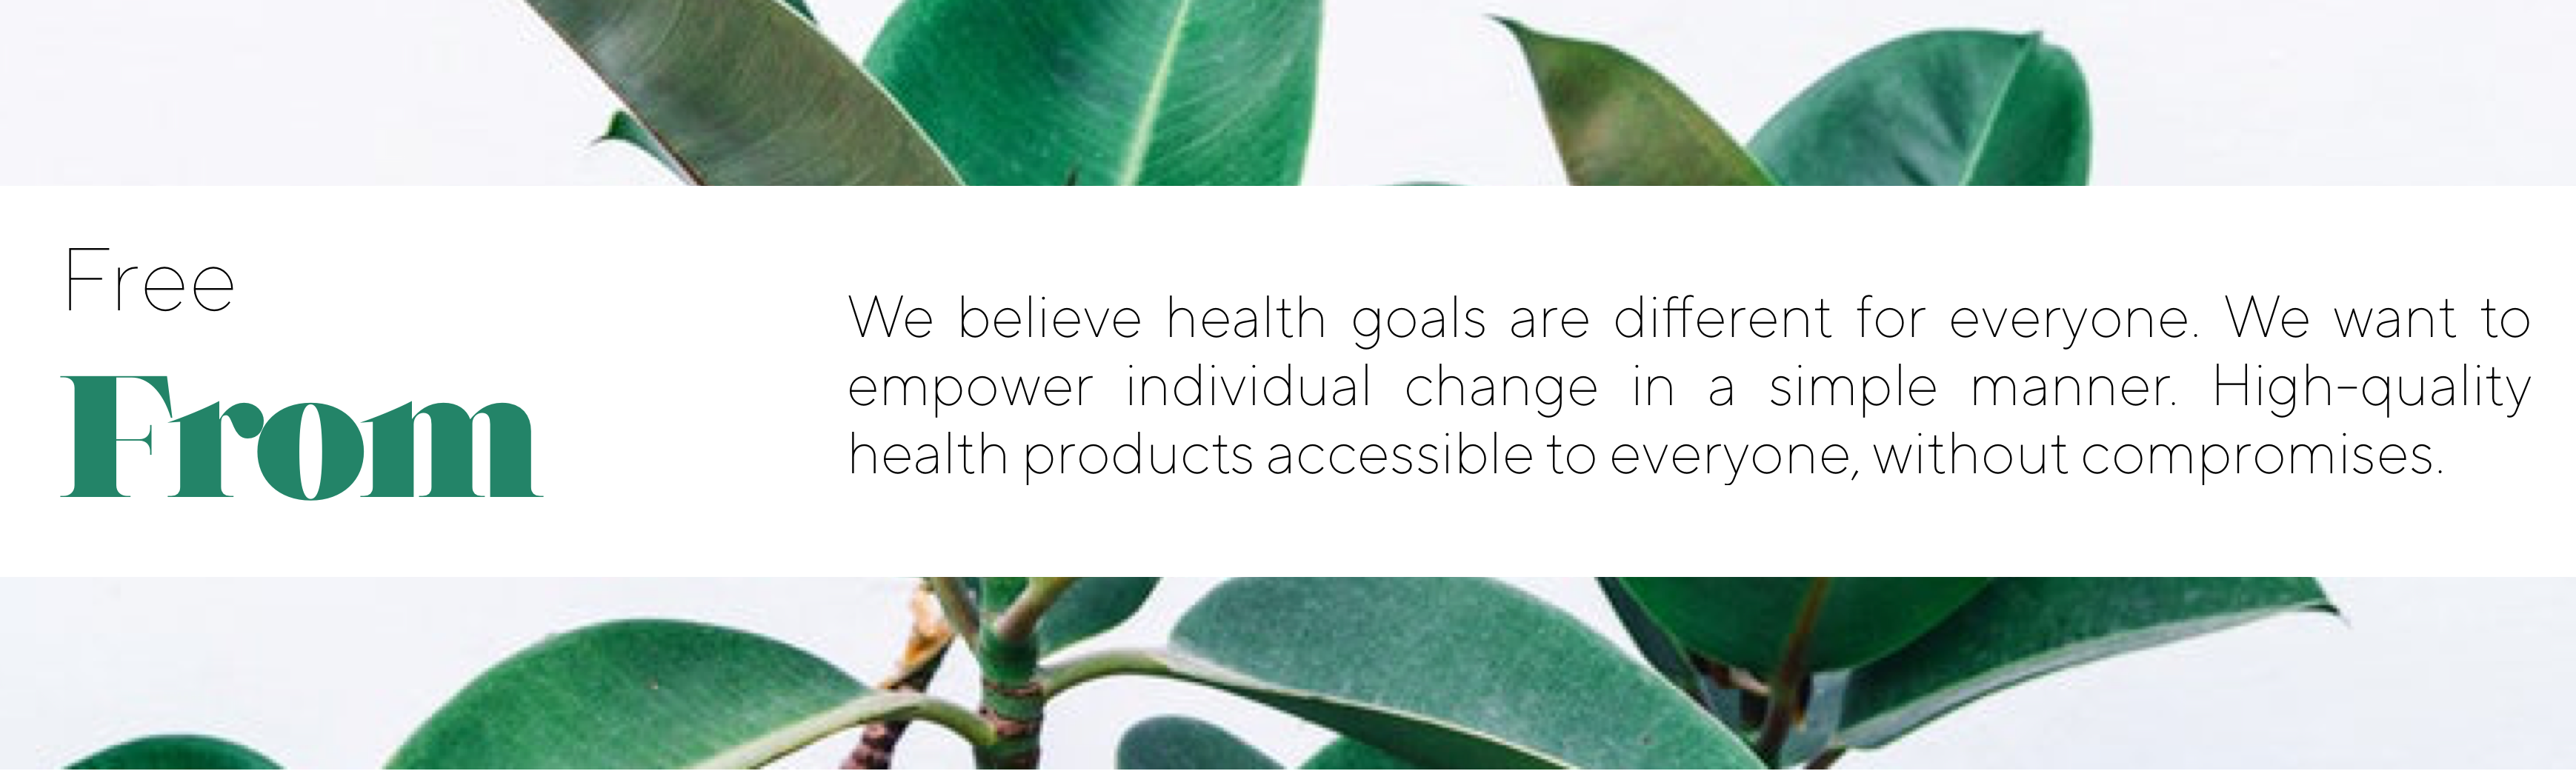 Free
From
We believe health goals are different for everyone. We want to
empower individual change in a simple manner. High-quality
health products accessible to everyone, without compromises.